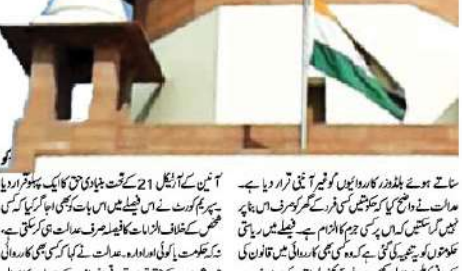 کو
سناتے ہوئے بلڈوزر کارروائیوں کو غیر آئینی قرار دیا ہے۔
عدالت نے واضح کیا کہ حکومتیں کسی فرد کے گھر کو صرف اس بنا پر
نہیں گرا سکتیں کہ اس پر کسی جرم کا الزام ہے۔ فیصلے میں ریاستی
حکومتوں کو تنبیہ کی گئی ہے کہ وہ کسی بھی کارروائی میں قانون کی
آئین کے آرٹیکل 21 کے تحت بنیادی حق کا ایک پہلو قرار دیا
ہے۔ سپریم کورٹ نے اس فیصلے میں اس بات کو بھی اجاگر کیا کہ کسی
شخص کے خلاف الزامات کا فیصلہ صرف عدالت ہی کر سکتی ہے،
نہ کہ حکومت یا کوئی اور ادارہ۔ عدالت نے کہا کہ کسی بھی کارروائی